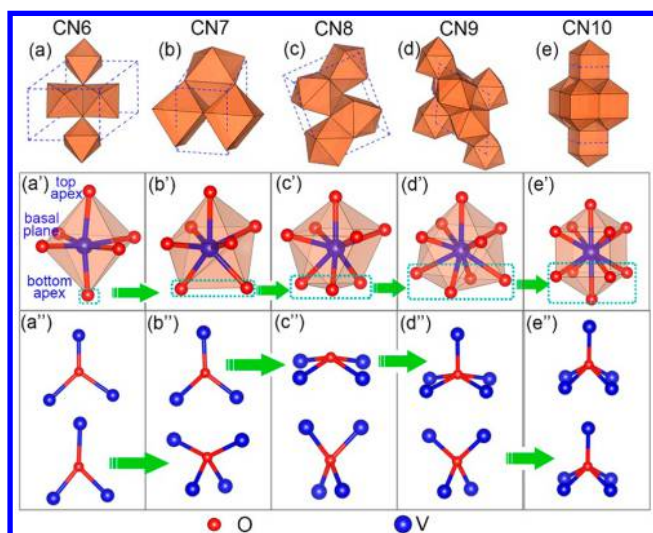 CN6 CN7 CN8 CN9 CN10
(a) (b) (c) (d) (e)
(a') (b') (c') (d') (e')
top
apex
basal
plane
bottom
apex
(a'') (b'') (c'') (d'') (e'')
O V